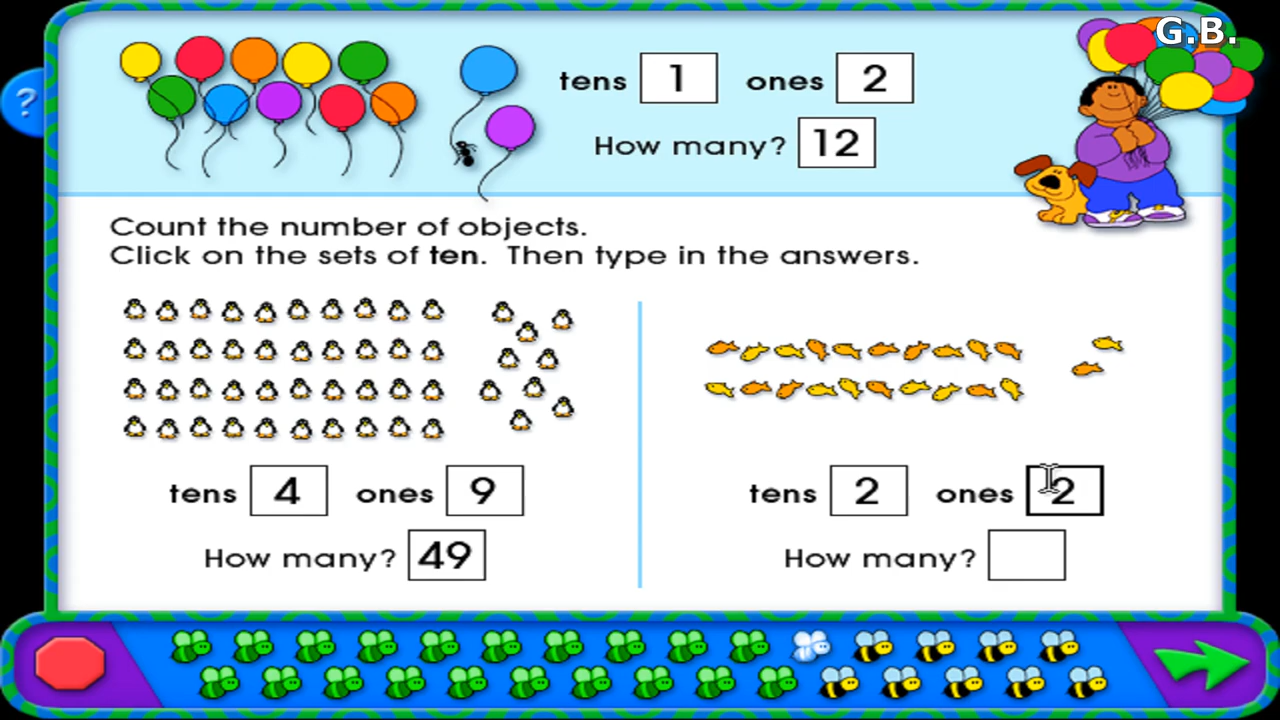 G.B.
?
tens 1 ones 2
How many? 12
Count the number of objects.
Click on the sets of ten. Then type in the answers.
tens 4 ones 9
How many? 49
tens 2 ones 2
How many?